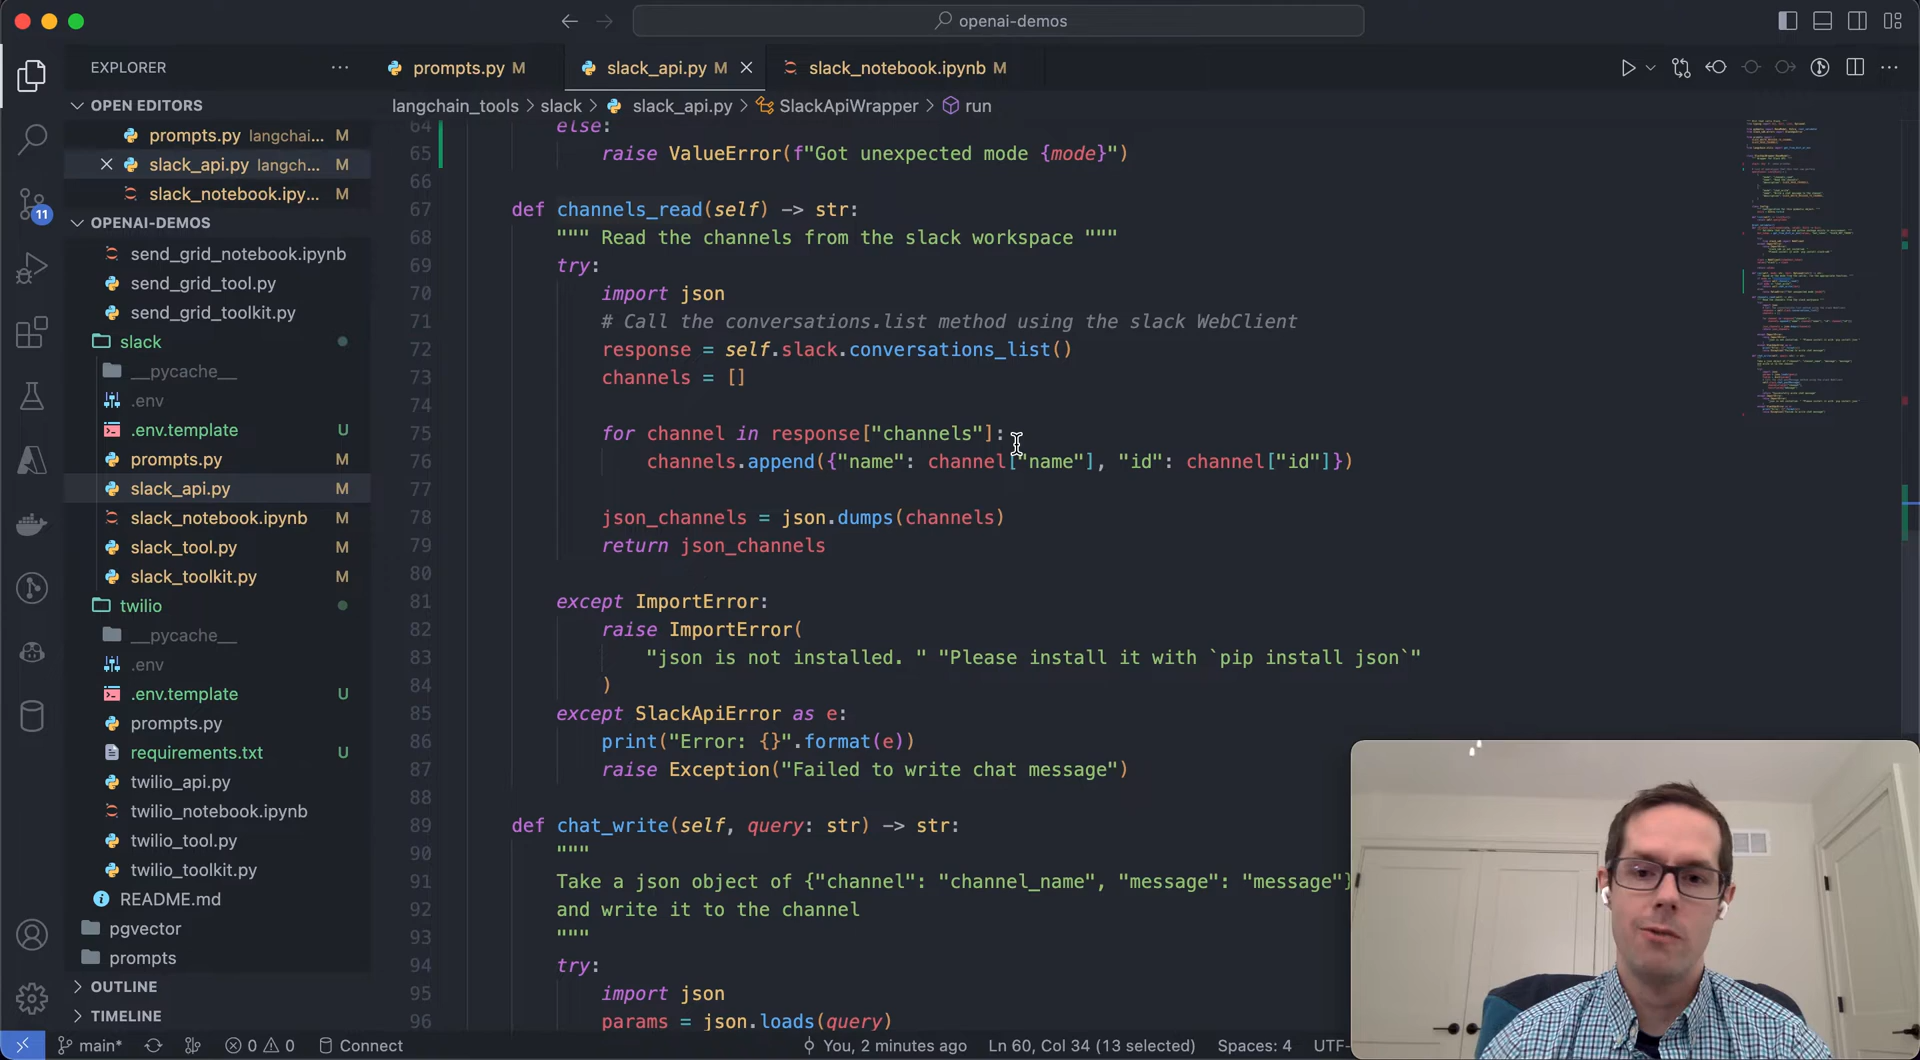 openai-demos
EXPLORER
OPEN EDITORS
prompts.py langchai... M
slack_api.py langch... M
slack_notebook.ipy... M
OPENAI-DEMOS
send_grid_notebook.ipynb
send_grid_tool.py
send_grid_toolkit.py
slack
__pycache__
.env
.env.template U
prompts.py M
slack_api.py M
slack_notebook.ipynb M
slack_tool.py M
slack_toolkit.py M
twilio
__pycache__
.env
.env.template U
prompts.py
requirements.txt U
twilio_api.py
twilio_notebook.ipynb
twilio_tool.py
twilio_toolkit.py
README.md
pgvector
prompts
OUTLINE
TIMELINE
11
prompts.py M
slack_api.py M
slack_notebook.ipynb M
langchain_tools > slack > slack_api.py > SlackApiWrapper > run
64 else:
65 raise ValueError(f"Got unexpected mode {mode}")
66
67 def channels_read(self) -> str:
68 """ Read the channels from the slack workspace """
69 try:
70 import json
71 # Call the conversations.list method using the slack WebClient
72 response = self.slack.conversations_list()
73 channels = []
74
75 for channel in response["channels"]:
76 channels.append({"name": channel["name"], "id": channel["id"]})
77
78 json_channels = json.dumps(channels)
79 return json_channels
80
81 except ImportError:
82 raise ImportError(
83 "json is not installed. " "Please install it with `pip install json`"
84 )
85 except SlackApiError as e:
86 print("Error: {}".format(e))
87 raise Exception("Failed to write chat message")
88
89 def chat_write(self, query: str) -> str:
90 """
91 Take a json object of {"channel": "channel_name", "message": "message"}
92 and write it to the channel
93 """
94 try:
95 import json
96 params = json.loads(query)
main* 0 0 Connect You, 2 minutes ago Ln 60, Col 34 (13 selected) Spaces: 4 UTF-